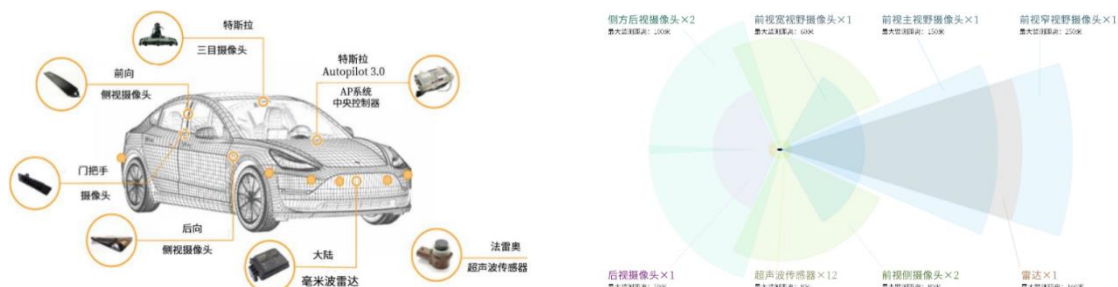 特斯拉
三目摄像头
前向
侧视摄像头
特斯拉
Autopilot 3.0
AP系统
中央控制器
门把手
摄像头
后向
侧视摄像头
大陆
毫米波雷达
法雷奥
超声波传感器
侧方后视摄像头×2
最大监测距离：100米
前视宽视野摄像头×1
最大监测距离：60米
前视主视野摄像头×1
最大监测距离：150米
前视窄视野摄像头×1
最大监测距离：250米
后视摄像头×1
超声波传感器×12
前视侧摄像头×2
雷达×1